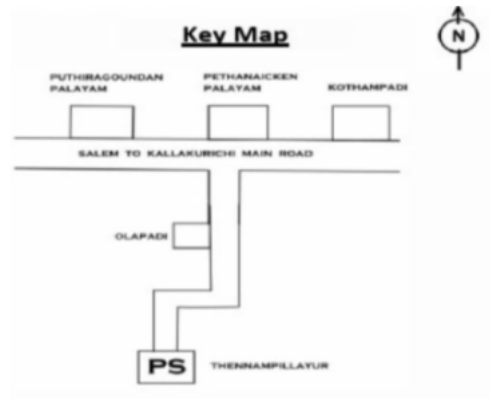 Key Map
N
PUTHIRAGOUNDAN
PALAYAM
PETHANAICKEN
PALAYAM
KOTHAMPADI
SALEM TO KALLAKURICHI MAIN ROAD
OLAPADI
PS
THENNAMPILLAYUR